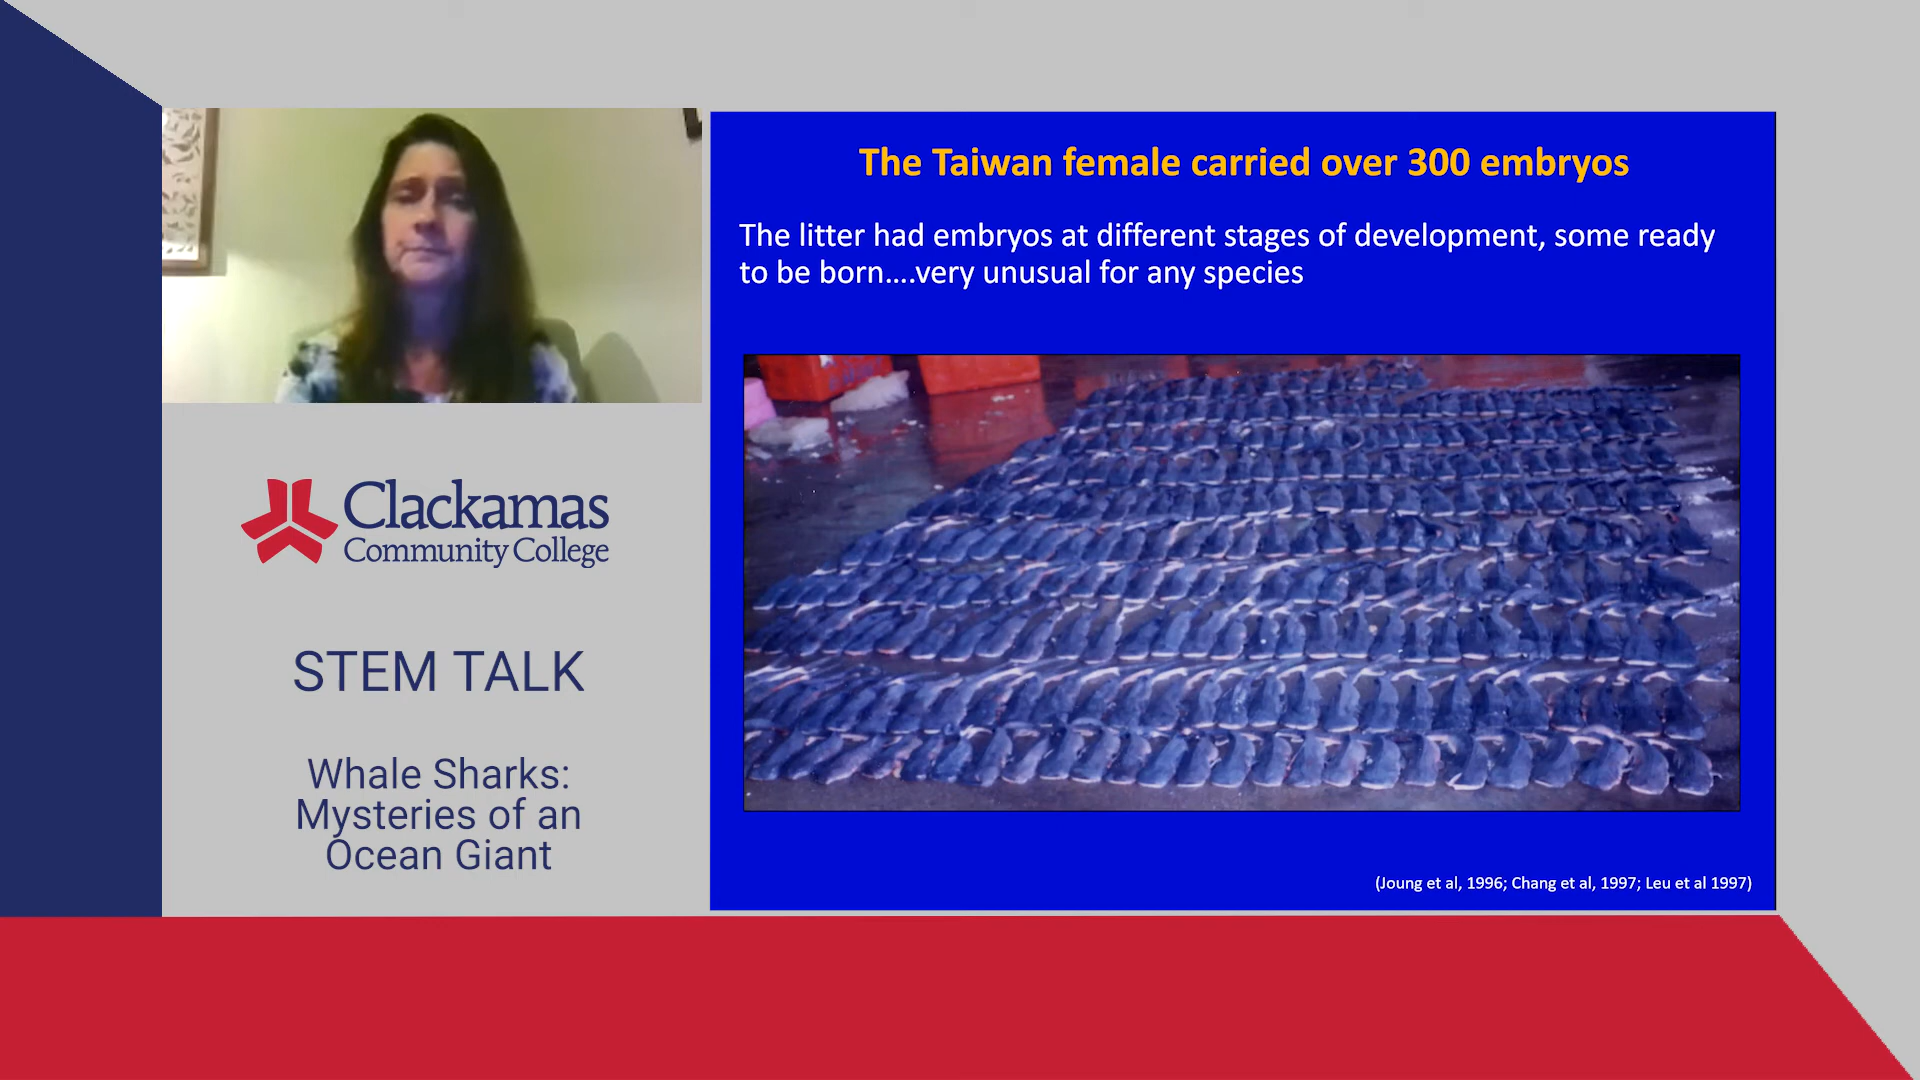 The Taiwan female carried over 300 embryos
The litter had embryos at different stages of development, some ready
to be born....very unusual for any species
(Joung et al, 1996; Chang et al, 1997; Leu et al 1997)
Clackamas
Community College
STEM TALK
Whale Sharks:
Mysteries of an
Ocean Giant